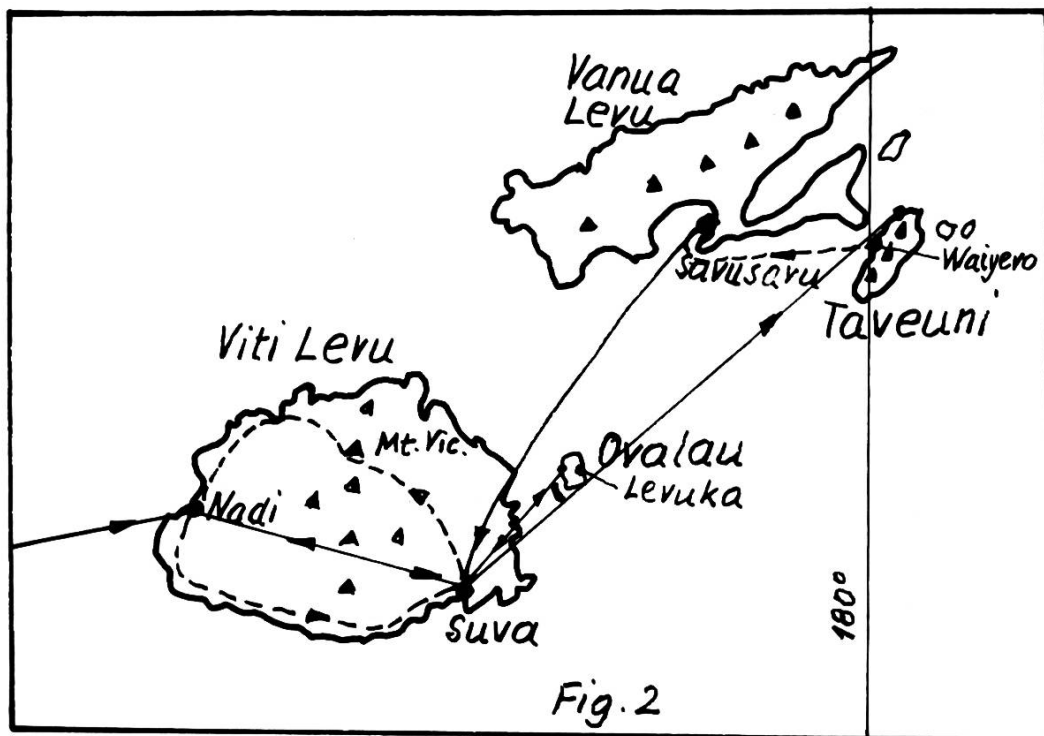 Vanua
Levu
Savusavu
Waiyero
Taveuni
Viti Levu
Mt. Vic.
Ovalau
Levuka
Nadi
Suva
180°
Fig. 2